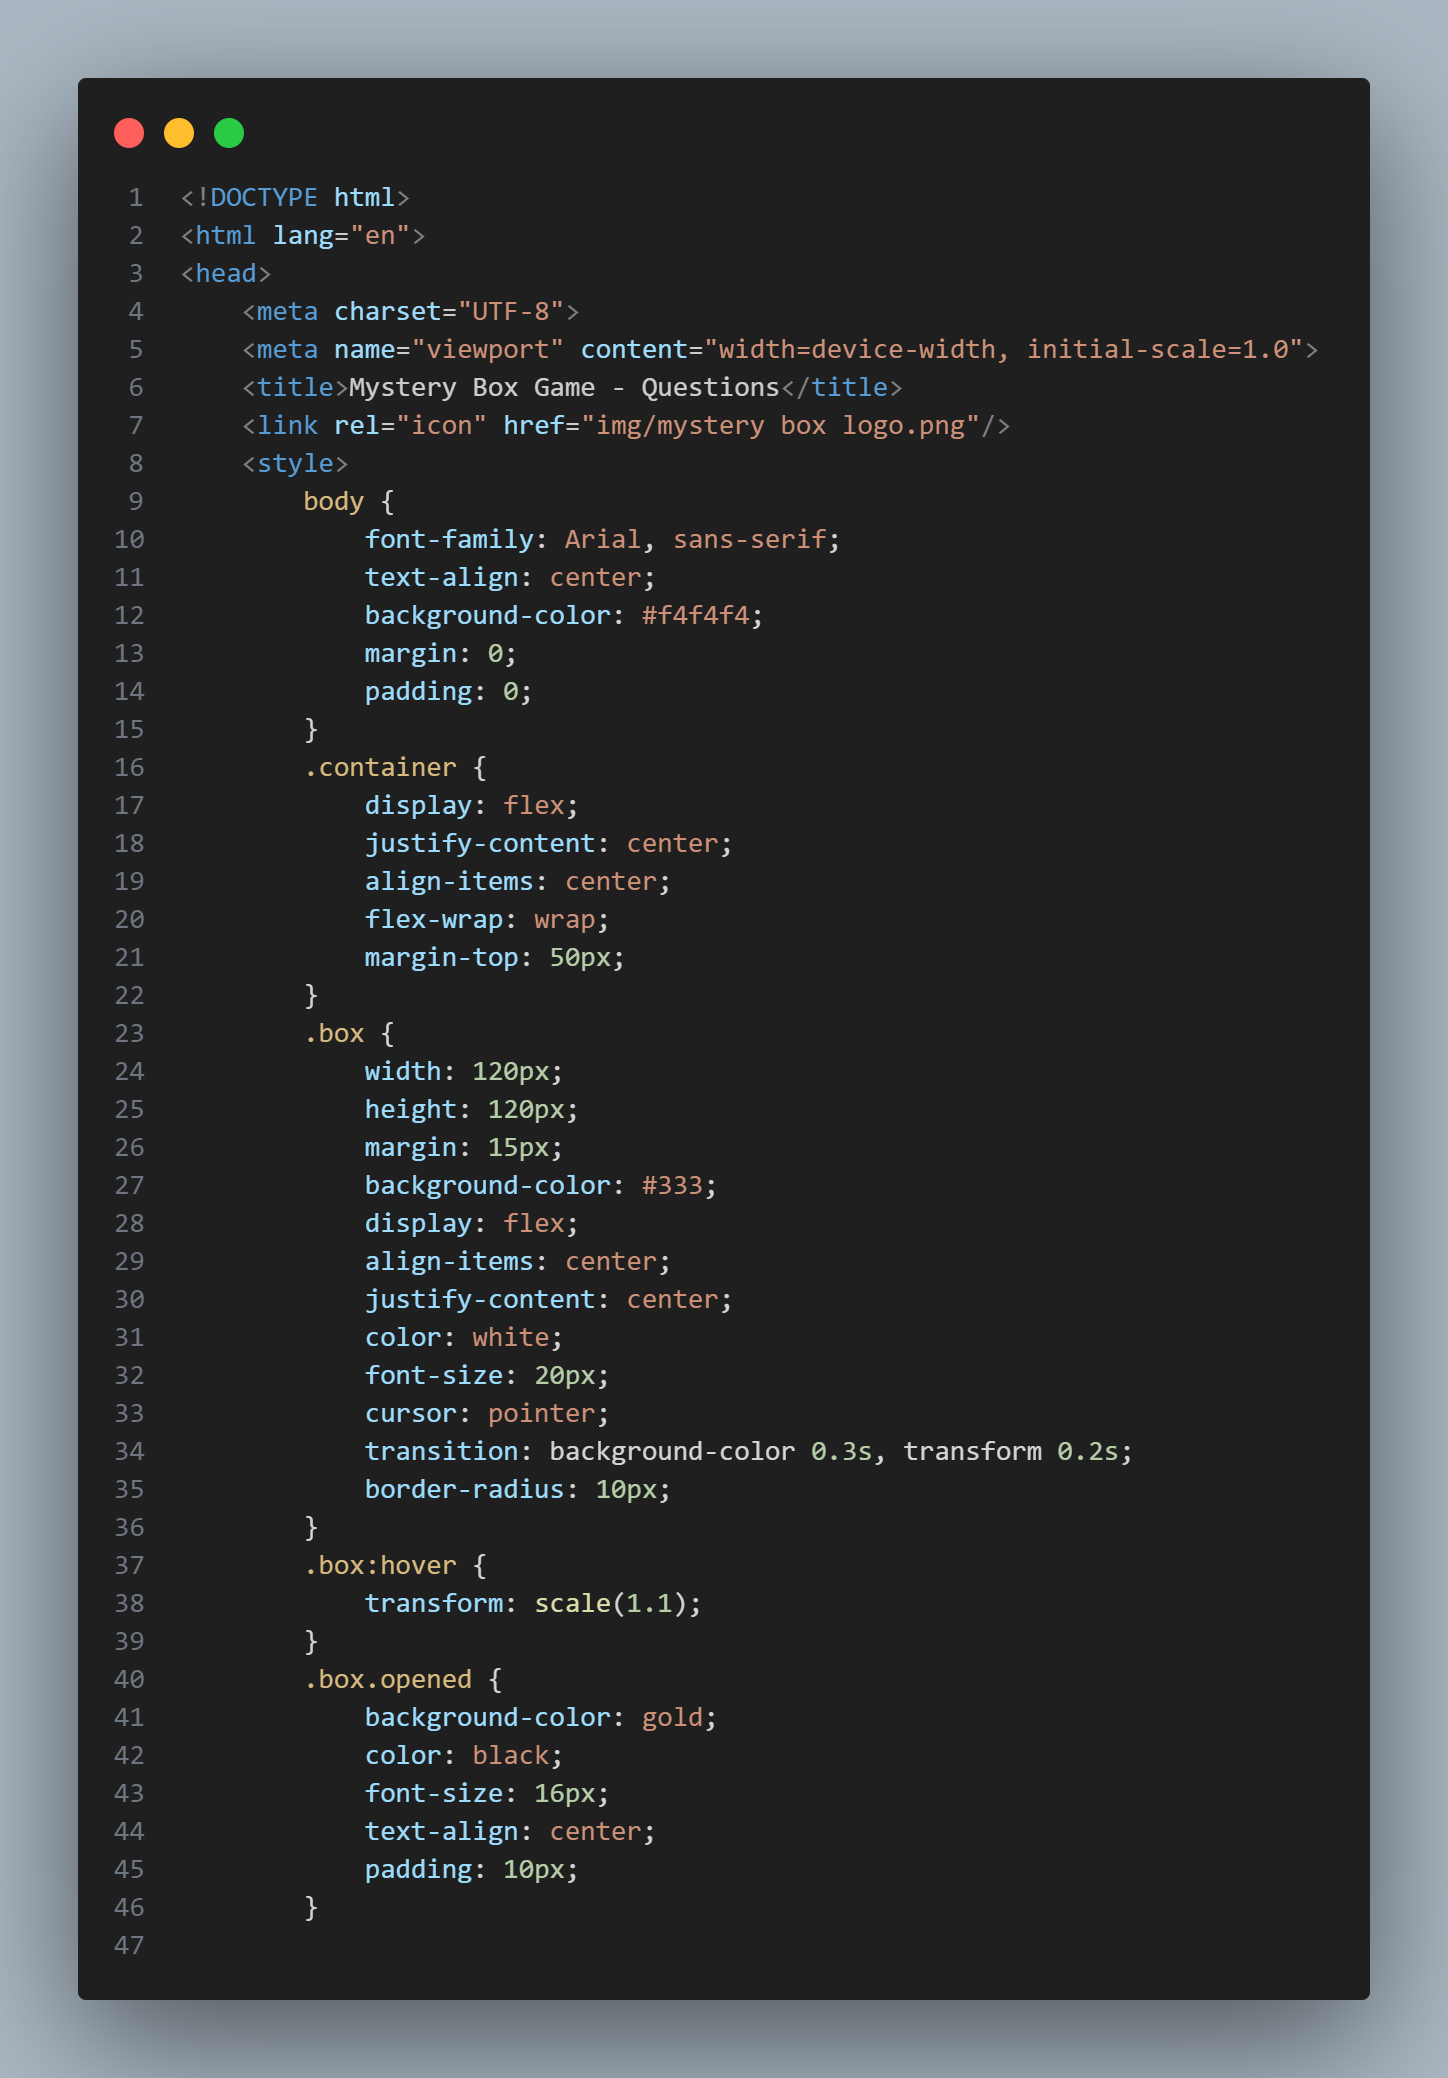 1 <!DOCTYPE html>
2 <html lang="en">
3 <head>
4     <meta charset="UTF-8">
5     <meta name="viewport" content="width=device-width, initial-scale=1.0">
6     <title>Mystery Box Game - Questions</title>
7     <link rel="icon" href="img/mystery box logo.png"/>
8     <style>
9         body {
10             font-family: Arial, sans-serif;
11             text-align: center;
12             background-color: #f4f4f4;
13             margin: 0;
14             padding: 0;
15         }
16         .container {
17             display: flex;
18             justify-content: center;
19             align-items: center;
20             flex-wrap: wrap;
21             margin-top: 50px;
22         }
23         .box {
24             width: 120px;
25             height: 120px;
26             margin: 15px;
27             background-color: #333;
28             display: flex;
29             align-items: center;
30             justify-content: center;
31             color: white;
32             font-size: 20px;
33             cursor: pointer;
34             transition: background-color 0.3s, transform 0.2s;
35             border-radius: 10px;
36         }
37         .box:hover {
38             transform: scale(1.1);
39         }
40         .box.opened {
41             background-color: gold;
42             color: black;
43             font-size: 16px;
44             text-align: center;
45             padding: 10px;
46         }
47